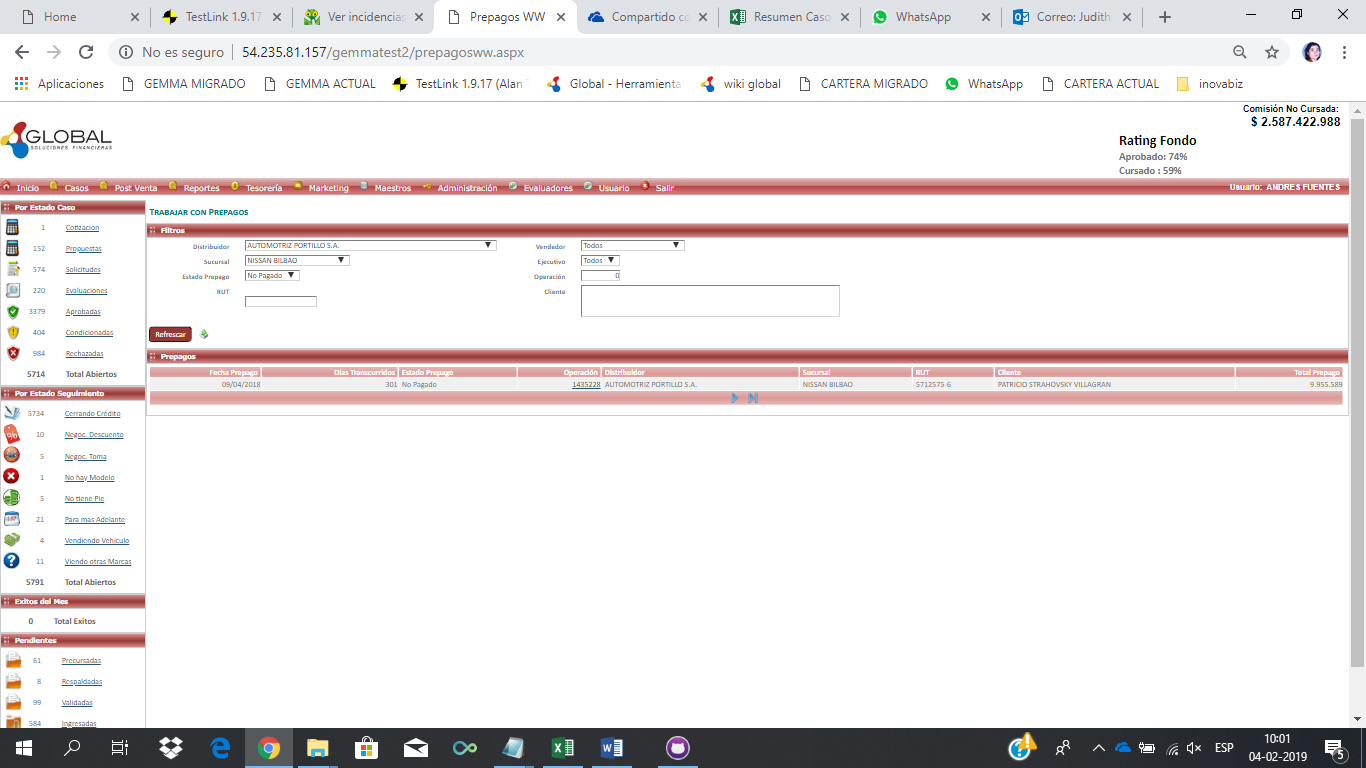 Home
TestLink 1.9.17
Ver incidencias
Prepagos WW
Compartido co
Resumen Caso
WhatsApp
Correo: Judith
No es seguro | 54.235.81.157/gemmatest2/prepagosww.aspx
Aplicaciones
GEMMA MIGRADO
GEMMA ACTUAL
TestLink 1.9.17 (Alan
Global - Herramienta
wiki global
CARTERA MIGRADO
WhatsApp
CARTERA ACTUAL
inovabiz
Comisión No Cursada:
$ 2.587.422.988
GLOBAL
SOLUCIONES FINANCIERAS
Rating Fondo
Aprobado: 74%
Cursado : 59%
Inicio Casos Post Venta Reportes Tesorería Marketing Maestros Administración Evaluadores Usuario Salir
Usuario: ANDRES FUENTES
Por Estado Caso
1 Cotizacion
152 Propuestas
574 Solicitudes
220 Evaluaciones
3379 Aprobadas
404 Condicionadas
984 Rechazadas
5714 Total Abiertos
Por Estado Seguimiento
5734 Cerrando Crédito
10 Negoc. Descuento
5 Negoc. Toma
1 No hay Modelo
5 No tiene Pie
21 Para mas Adelante
4 Vendiendo Vehiculo
11 Viendo otras Marcas
5791 Total Abiertos
Exitos del Mes
0 Total Exitos
Pendientes
61 Precursadas
8 Respaldadas
99 Validadas
584 Ingresadas
TRABAJAR CON PREPAGOS
Filtros
Distribuidor AUTOMOTRIZ PORTILLO S.A. Vendedor Todos
Sucursal NISSAN BILBAO Ejecutivo Todos
Estado Prepago No Pagado Operación 0
RUT Cliente
Refrescar
Prepagos
Fecha Prepago Días Transcurridos Estado Prepago Operación Distribuidor Sucursal RUT Cliente Total Prepago
09/04/2018 301 No Pagado 1435228 AUTOMOTRIZ PORTILLO S.A. NISSAN BILBAO 5712575-6 PATRICIO STRAHOVSKY VILLAGRAN 9.955.589
ESP
10:01
04-02-2019
5